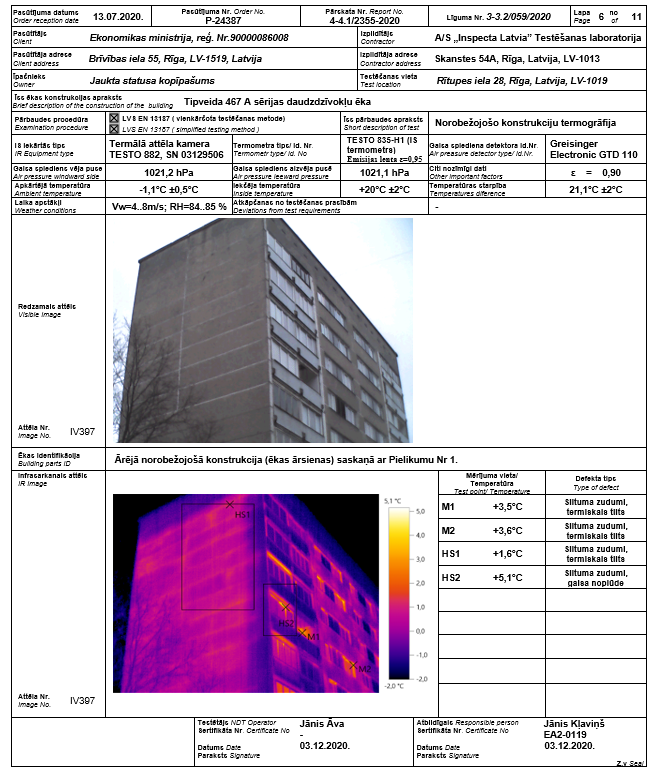 Pasūtījuma datums 13.07.2020. Pasūtījuma Nr. Order No. Pārskata Nr. Report No. Līguma Nr. 3-3.2/059/2020 Lapa 6 no 11
Order reception date P-24387 4-4.1/2355-2020 Page of
Pasūtītājs Ekonomikas ministrija, reģ. Nr.90000086008 Izpildītājs A/S „Inspecta Latvia” Testēšanas laboratorija
Client Contractor
Pasūtītāja adrese Brīvības iela 55, Rīga, LV-1519, Latvija Izpildītāja adrese Skanstes 54A, Rīga, Latvija, LV-1013
Client address Contractor address
Īpašnieks Jaukta statusa kopīpašums Testēšanas vieta Rītupes iela 28, Rīga, Latvija, LV-1019
Owner Test location
Īss ēkas konstrukcijas apraksts Tipveida 467 A sērijas daudzdzīvokļu ēka
Brief description of the construction of the building
Pārbaudes procedūra LVS EN 13187 ( vienkāršota testēšanas metode) Īss pārbaudes apraksts Norobežojošo konstrukciju termogrāfija
Examination procedure LVS EN 13187 ( simplified testing method ) Short description of test
IS iekārtās tips Termālā attēla kamera Termometra tips/ id. Nr. TESTO 835-H1 (IS Gaisa spiediena detektora id.Nr. Greisinger
IR Equipment type TESTO 882, SN 03129506 Termometr type/ Id. No termometrs) Air pressure detector type/ Id.Nr. Electronic GTD 110
Emisijas lenta ε=0,95
Gaisa spiediens vēja puse 1021,2 hPa Gaisa spiediens aizvēja puse 1021,1 hPa Citi nozīmīgi dati ε = 0,90
Air pressure windward side Air pressure leeward pressure Other important factors
Apkārtējā temperatura -1,1°C ±0,5°C Iekšēja temperatura +20°C ±2°C Temperatūras starpība 21,1°C ±2°C
Ambient temperature Inside temperature Temperatures diference
Laika apstākļi Vw=4..8m/s; RH=84..85 % Atkāpšanas no testēšanas prasībām -
Weather conditions Deviations from test requirements
Redzamais attēls
Visible Image
Attēla Nr. IV397
Image No.
Ēkas identifikācija Ārējā norobežojošā konstrukcija (ēkas ārsienas) saskaņā ar Pielikumu Nr 1.
Building parts ID
Infrasarkanais attēls
IR Image
Mērījuma vieta/ Temperatūra Defekta tips
Test point/ Temperature Type of defect
M1 +3,5°C Siltuma zudumi, termiskais tilts
M2 +3,6°C Siltuma zudumi, termiskais tilts
HS1 +1,6°C Siltuma zudumi, termiskais tilts
HS2 +5,1°C Siltuma zudumi, gaisa noplūde
5,1 °C
5,0
4,0
3,0
2,0
1,0
0,0
-1,0
-2,0
-2,0 °C
HS1
HS2
M1
M2
Attēla Nr. IV397
Image No.
Testētājs NDT Operator Jānis Āva Atbildīgais Responsible person Jānis Kļaviņš
Sertifikāta Nr. Certificate No - Sertifikāta Nr. Certificate No EA2-0119
Datums Date 03.12.2020. Datums Date 03.12.2020.
Paraksts Signature Paraksts Signature
Z.v Seal